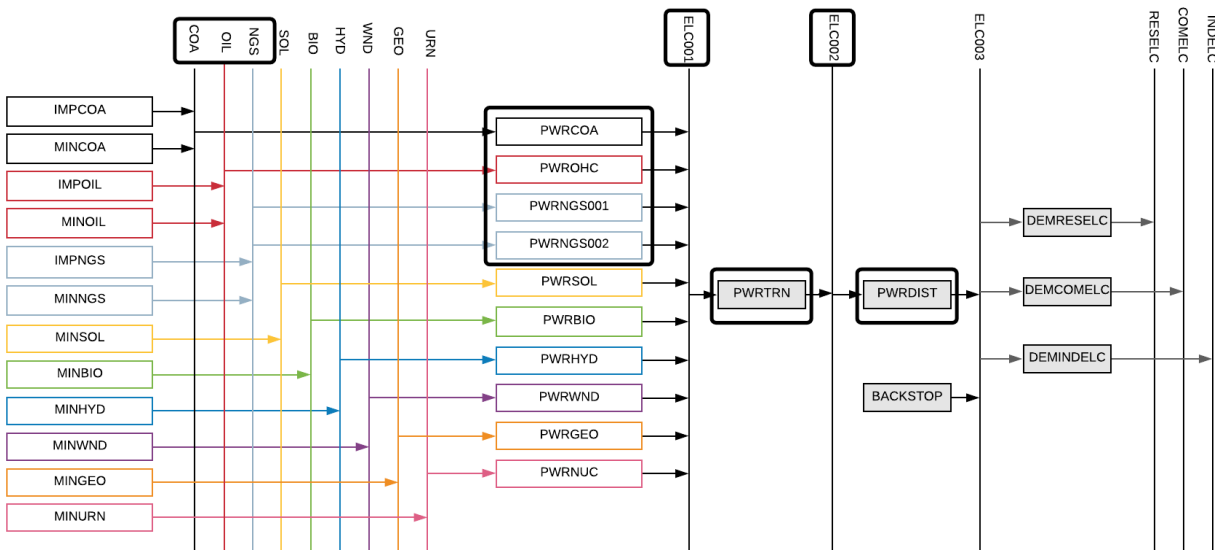 COA
OIL
NGS
SOL
BIO
HYD
WND
GEO
URN
ELC001
ELC002
ELC003
RESELC
COMELC
INDELC
IMPCOA
MINCOA
IMPOIL
MINOIL
IMPNGS
MINNGS
MINSOL
MINBIO
MINHYD
MINWND
MINGEO
MINURN
PWRCOA
PWROHC
PWRNGS001
PWRNGS002
PWRSOL
PWRBIO
PWRHYD
PWRWND
PWRGEO
PWRNUC
PWRTRN
PWRDIST
BACKSTOP
DEMRESELC
DEMCOMELC
DEMINDELC